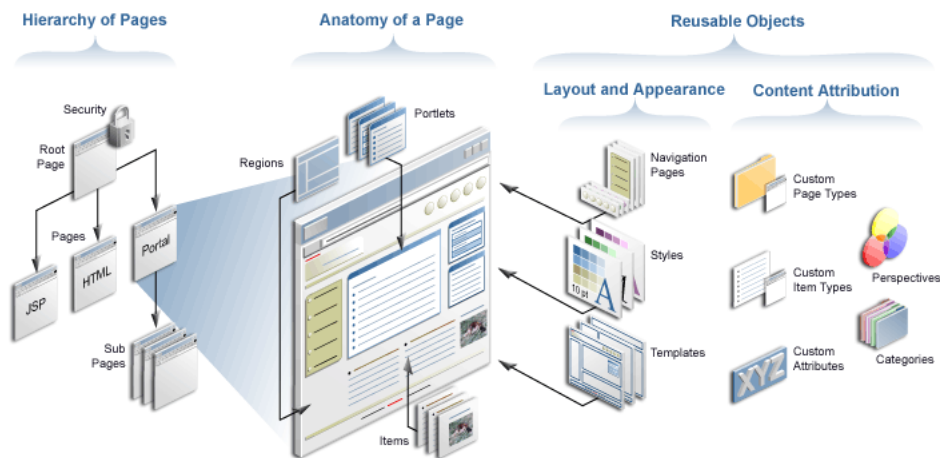 Hierarchy of Pages
Anatomy of a Page
Reusable Objects
Layout and Appearance
Content Attribution
Security
Root
Page
Pages
JSP
HTML
Portal
Sub
Pages
Regions
Portlets
Items
Navigation
Pages
Styles
10 pt
A
Templates
Custom
Page Types
Custom
Item Types
Perspectives
XYZ
Custom
Attributes
Categories